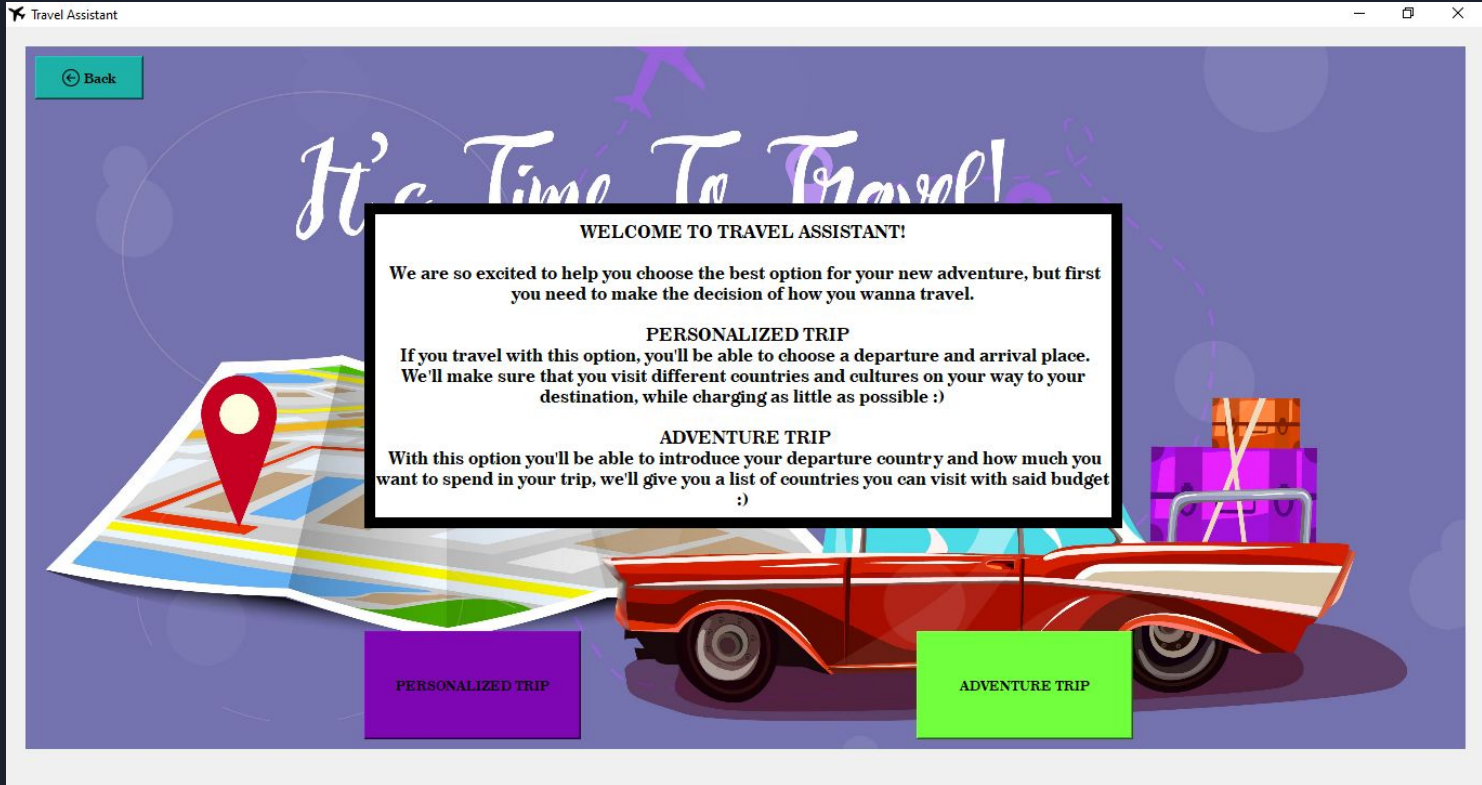 Travel Assistant
Back
It's Time To Travel!
WELCOME TO TRAVEL ASSISTANT!
We are so excited to help you choose the best option for your new adventure, but first
you need to make the decision of how you wanna travel.
PERSONALIZED TRIP
If you travel with this option, you'll be able to choose a departure and arrival place.
We'll make sure that you visit different countries and cultures on your way to your
destination, while charging as little as possible :)
ADVENTURE TRIP
With this option you'll be able to introduce your departure country and how much you
want to spend in your trip, we'll give you a list of countries you can visit with said budget
:)
PERSONALIZED TRIP
ADVENTURE TRIP